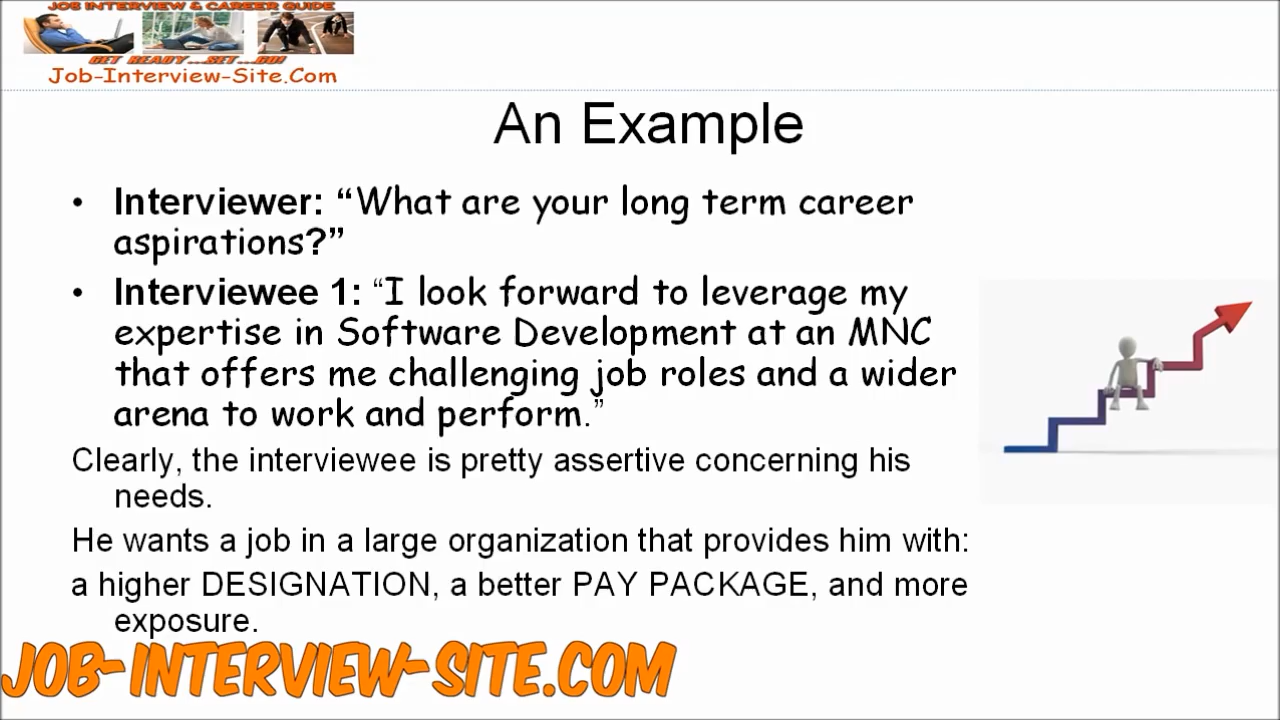 JOB INTERVIEW & CAREER GUIDE
GET READY...SET...GO!
Job-Interview-Site.Com
An Example
• Interviewer: “What are your long term career
aspirations?”
• Interviewee 1: “I look forward to leverage my
expertise in Software Development at an MNC
that offers me challenging job roles and a wider
arena to work and perform.”
Clearly, the interviewee is pretty assertive concerning his
needs.
He wants a job in a large organization that provides him with:
a higher DESIGNATION, a better PAY PACKAGE, and more
exposure.
JOB-INTERVIEW-SITE.COM